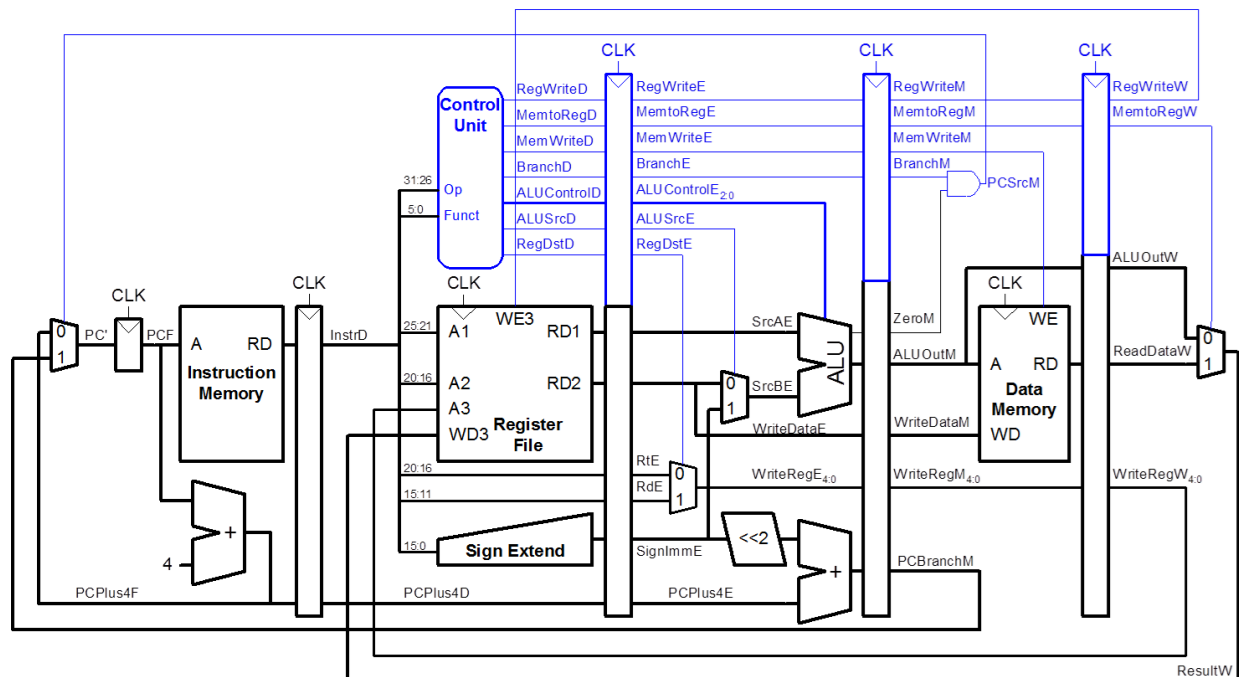 CLK CLK CLK
RegWriteD RegWriteE RegWriteM RegWriteW
Control
Unit
MemtoRegD MemtoRegE MemtoRegM MemtoRegW
MemWriteD MemWriteE MemWriteM
BranchD BranchE BranchM
PCSrcM
31:26 Op ALUControlD ALUControlE2:0
5:0 Funct ALUSrcD ALUSrcE
RegDstD RegDstE
ALUOutW
CLK CLK CLK CLK
WE3 WE
0 PC' PCF A RD InstrD 25:21 A1 RD1 SrcAE ZeroM 0
1 ALU ALUOutM A RD ReadDataW 1
Instruction
Memory
20:16 A2 RD2 0 SrcBE
Data
Memory
A3 1
WD3 Register
File
WriteDataE WriteDataM WD
20:16 RtE 0 WriteRegE4:0 WriteRegM4:0 WriteRegW4:0
15:11 RdE 1
+
4
15:0 Sign Extend SignImmE <<2
+ PCBranchM
PCPlus4F PCPlus4D PCPlus4E
ResultW